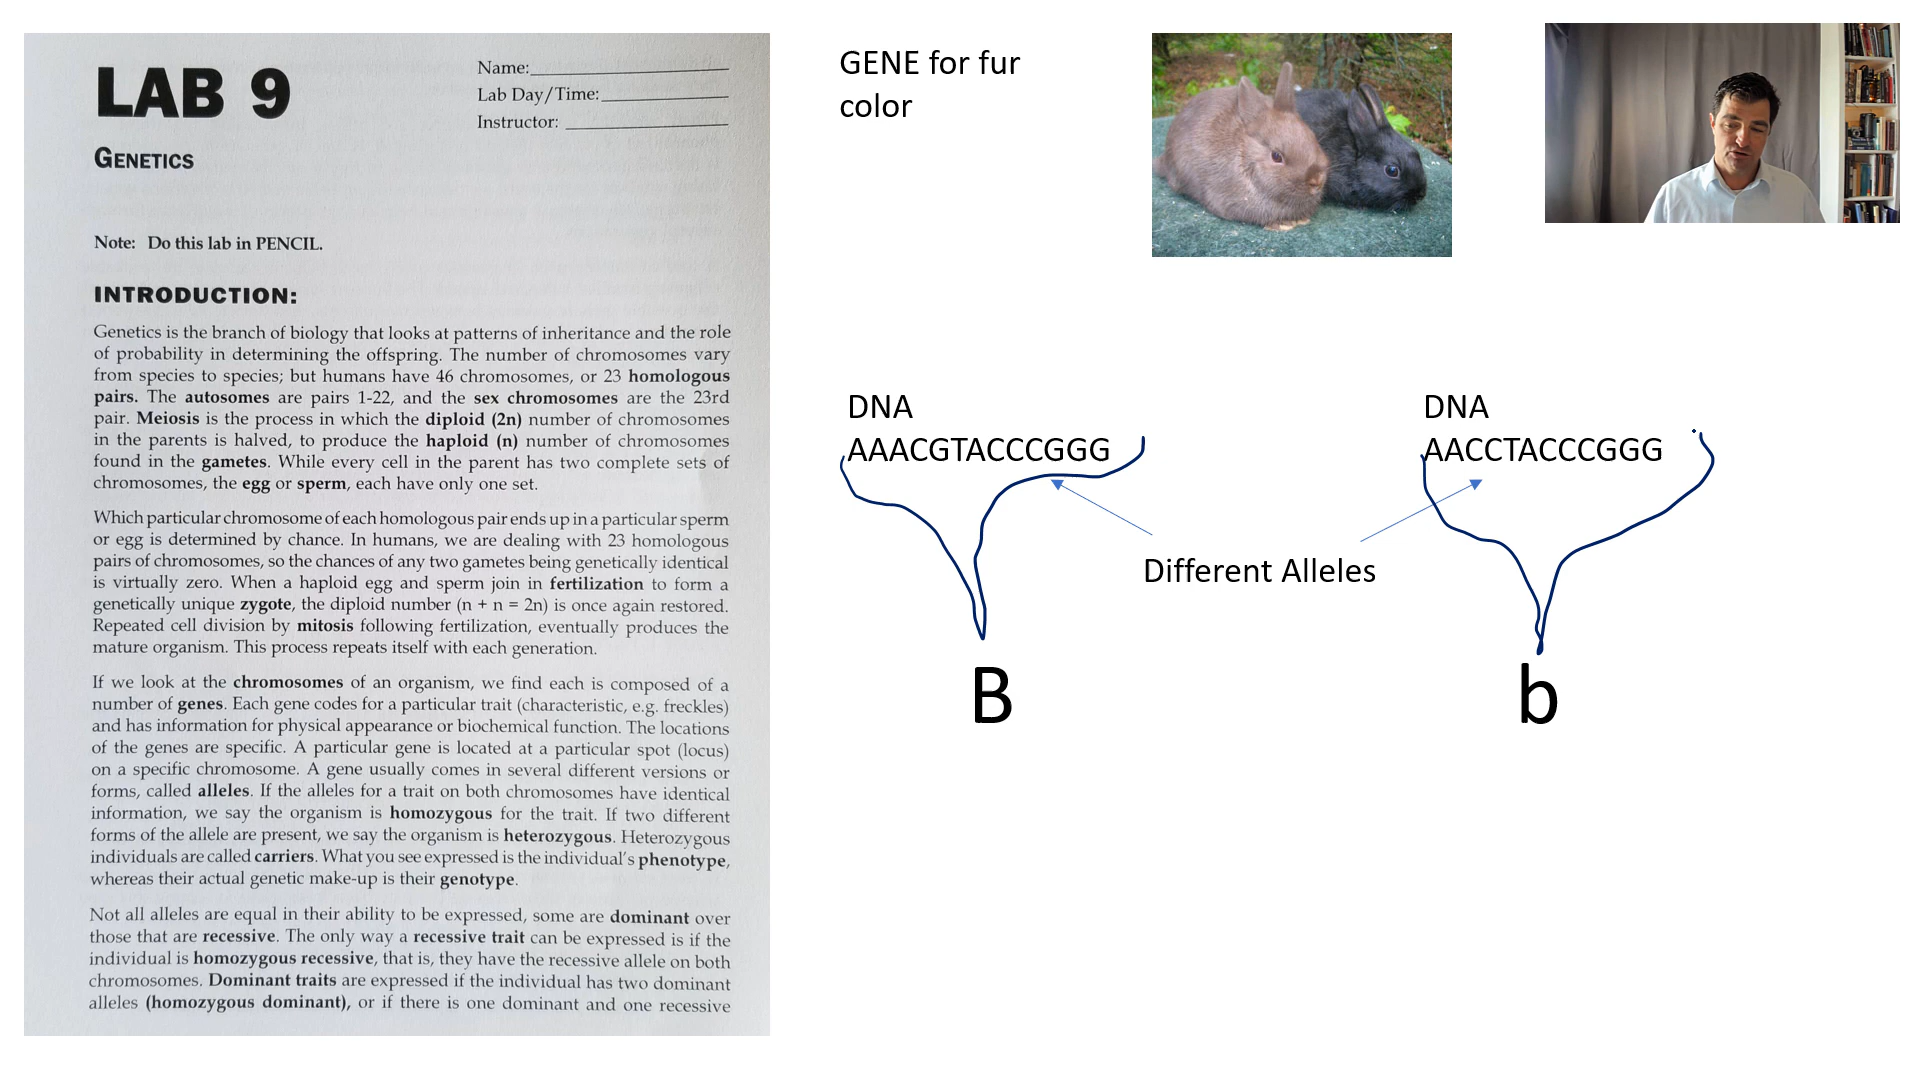 LAB 9
Name:
Lab Day/Time:
Instructor:
GENETICS
Note: Do this lab in PENCIL.
INTRODUCTION:
Genetics is the branch of biology that looks at patterns of inheritance and the role
of probability in determining the offspring. The number of chromosomes vary
from species to species; but humans have 46 chromosomes, or 23 homologous
pairs. The autosomes are pairs 1-22, and the sex chromosomes are the 23rd
pair. Meiosis is the process in which the diploid (2n) number of chromosomes
in the parents is halved, to produce the haploid (n) number of chromosomes
found in the gametes. While every cell in the parent has two complete sets of
chromosomes, the egg or sperm, each have only one set.
Which particular chromosome of each homologous pair ends up in a particular sperm
or egg is determined by chance. In humans, we are dealing with 23 homologous
pairs of chromosomes, so the chances of any two gametes being genetically identical
is virtually zero. When a haploid egg and sperm join in fertilization to form a
genetically unique zygote, the diploid number (n + n = 2n) is once again restored.
Repeated cell division by mitosis following fertilization, eventually produces the
mature organism. This process repeats itself with each generation.
If we look at the chromosomes of an organism, we find each is composed of a
number of genes. Each gene codes for a particular trait (characteristic, e.g. freckles)
and has information for physical appearance or biochemical function. The locations
of the genes are specific. A particular gene is located at a particular spot (locus)
on a specific chromosome. A gene usually comes in several different versions or
forms, called alleles. If the alleles for a trait on both chromosomes have identical
information, we say the organism is homozygous for the trait. If two different
forms of the allele are present, we say the organism is heterozygous. Heterozygous
individuals are called carriers. What you see expressed is the individual's phenotype,
whereas their actual genetic make-up is their genotype.
Not all alleles are equal in their ability to be expressed, some are dominant over
those that are recessive. The only way a recessive trait can be expressed is if the
individual is homozygous recessive, that is, they have the recessive allele on both
chromosomes. Dominant traits are expressed if the individual has two dominant
alleles (homozygous dominant), or if there is one dominant and one recessive
GENE for fur
color
DNA
AAACGTACCCGGG
DNA
AACCTACCCGGG
Different Alleles
B
b